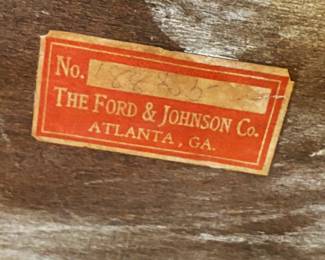 No.
THE FORD & JOHNSON Co.
ATLANTA, GA.